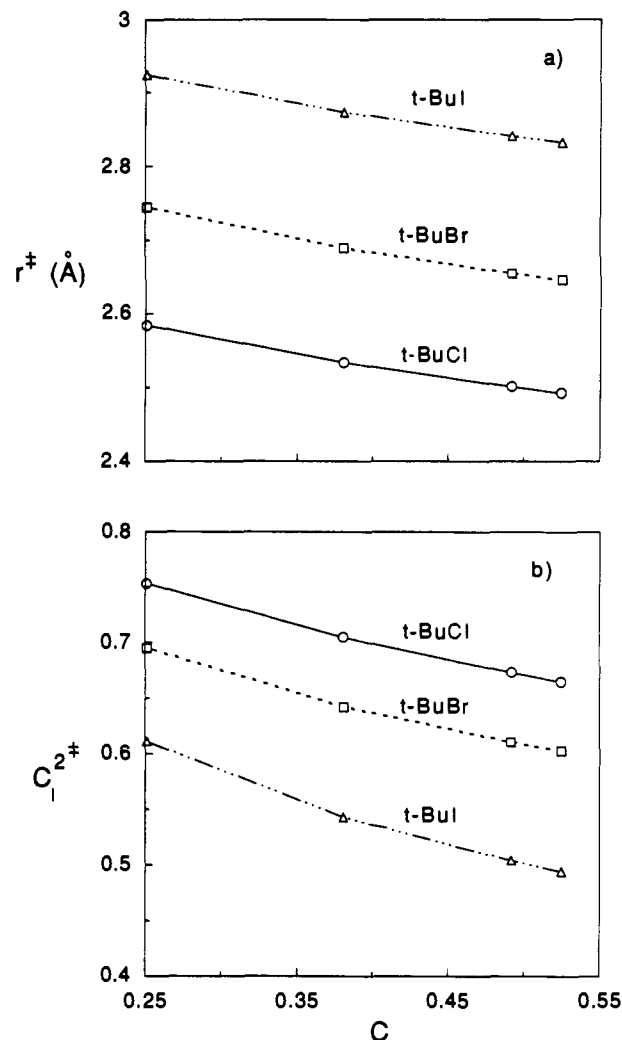 3
a)
t-BuI
2.8
t-BuBr
r‡ (Å)
2.6
t-BuCl
2.4
0.8
b)
t-BuCl
0.7
t-BuBr
C_I^2‡
0.6
t-BuI
0.5
0.4
0.25 0.35 0.45 0.55
C